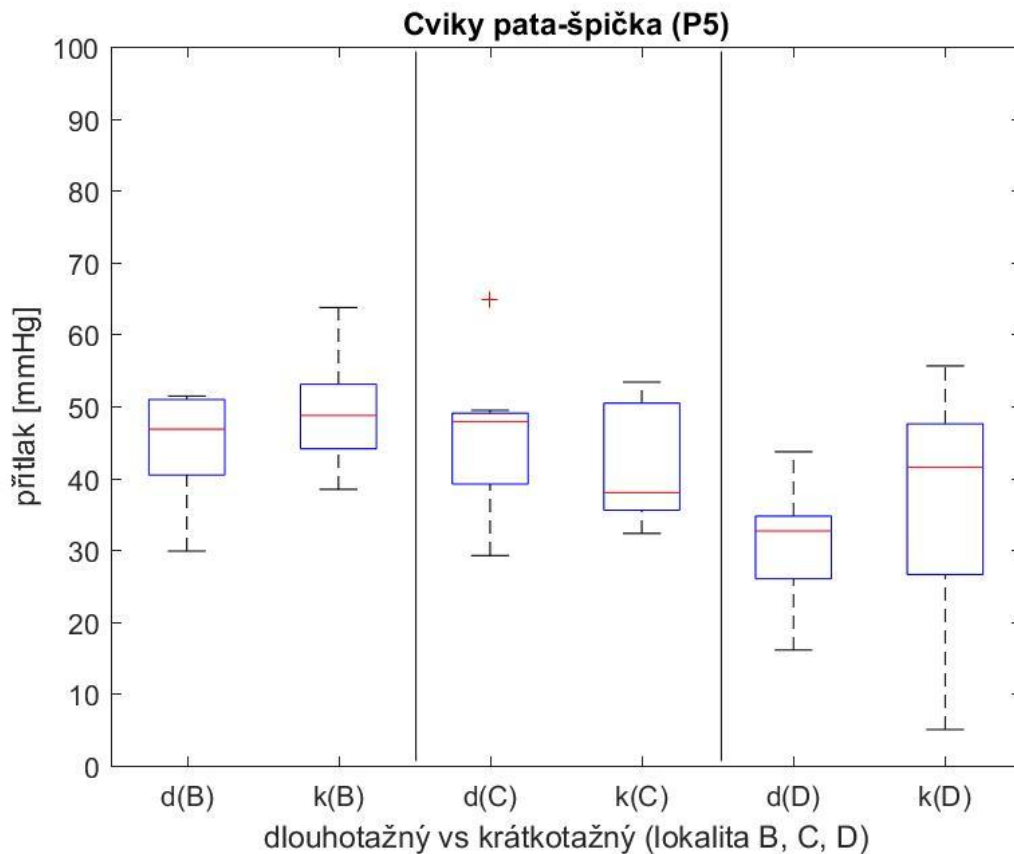 Cviky pata-špička (P5)
přítlak [mmHg]
100
90
80
70
60
50
40
30
20
10
0
d(B) k(B) d(C) k(C) d(D) k(D)
dlouhotažný vs krátkotažný (lokalita B, C, D)